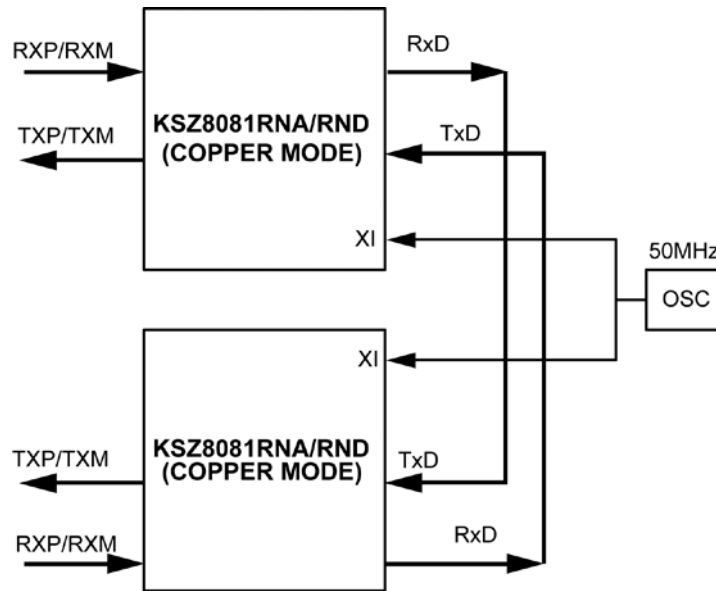 RXP/RXM
RxD
KSZ8081RNA/RND
(COPPER MODE)
TXP/TXM
TxD
XI
50MHz
OSC
XI
KSZ8081RNA/RND
(COPPER MODE)
TXP/TXM
TxD
RXP/RXM
RxD